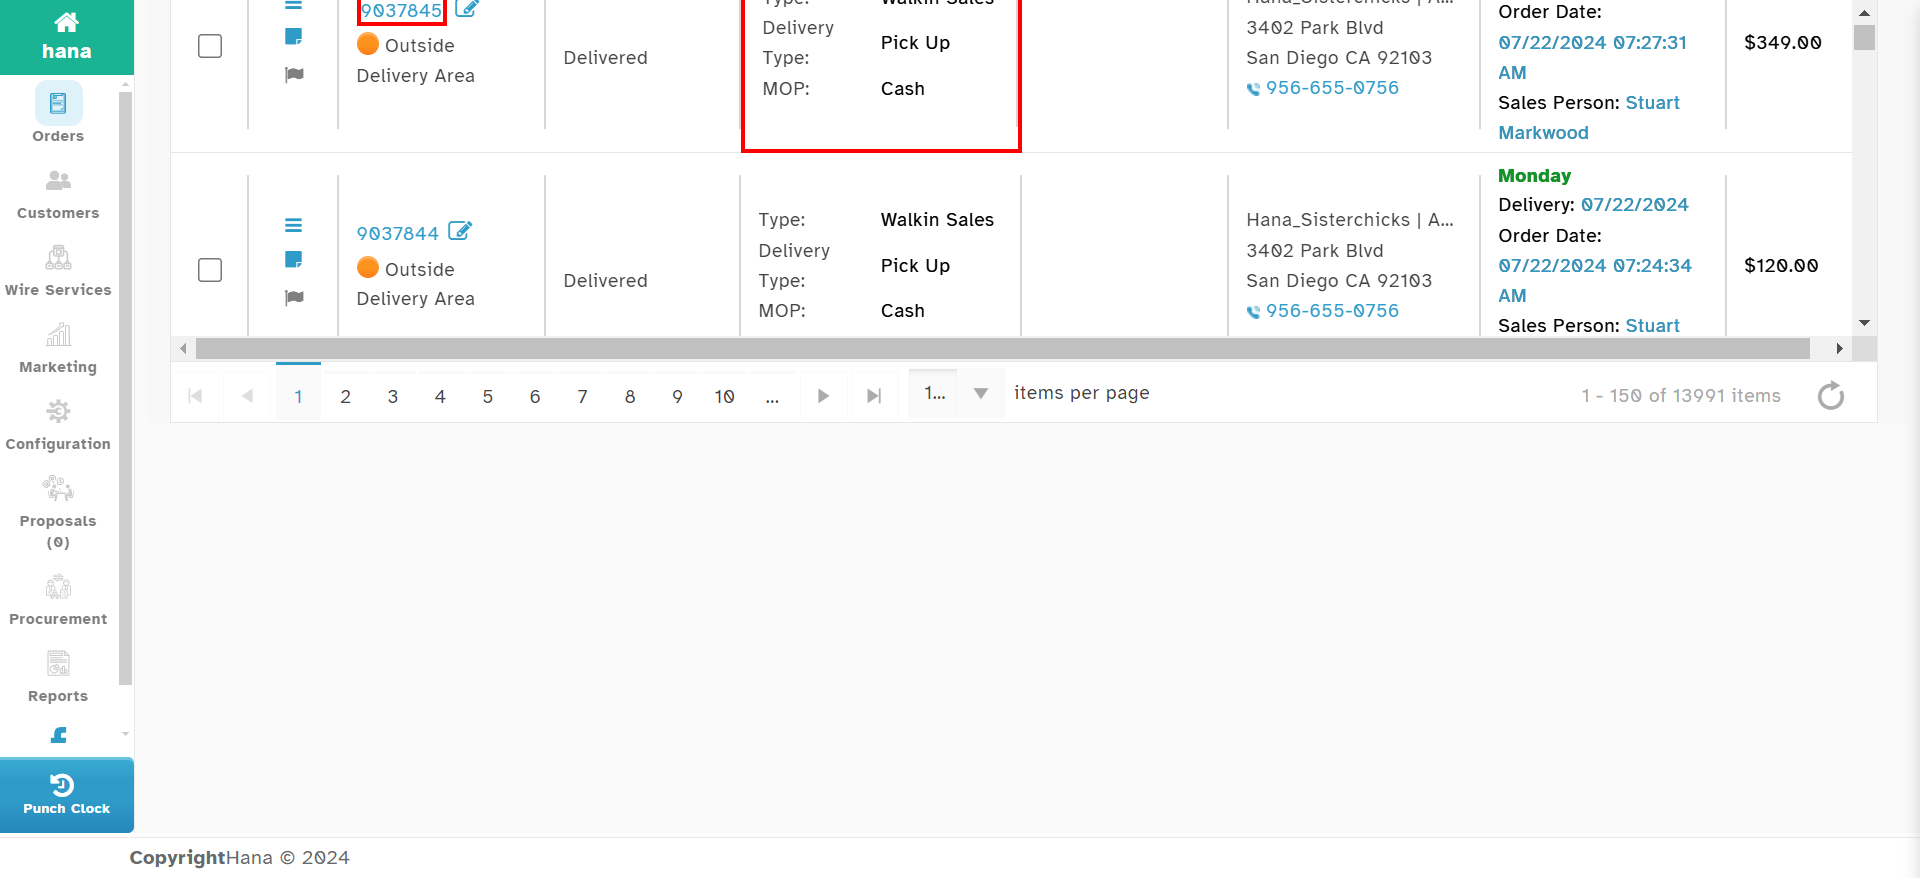 hana
Orders
Customers
Wire Services
Marketing
Configuration
Proposals
(0)
Procurement
Reports
Punch Clock
9037845
Outside
Delivery Area
Delivered
Type: Walkin Sales
Delivery
Type:
Pick Up
MOP: Cash
Hana_Sisterchicks | A...
3402 Park Blvd
San Diego CA 92103
956-655-0756
Order Date:
07/22/2024 07:27:31
AM
Sales Person: Stuart
Markwood
$349.00
9037844
Outside
Delivery Area
Delivered
Type: Walkin Sales
Delivery
Type:
Pick Up
MOP: Cash
Hana_Sisterchicks | A...
3402 Park Blvd
San Diego CA 92103
956-655-0756
Monday
Delivery: 07/22/2024
Order Date:
07/22/2024 07:24:34
AM
Sales Person: Stuart
$120.00
1 2 3 4 5 6 7 8 9 10 ... 1... items per page 1 - 150 of 13991 items
CopyrightHana © 2024